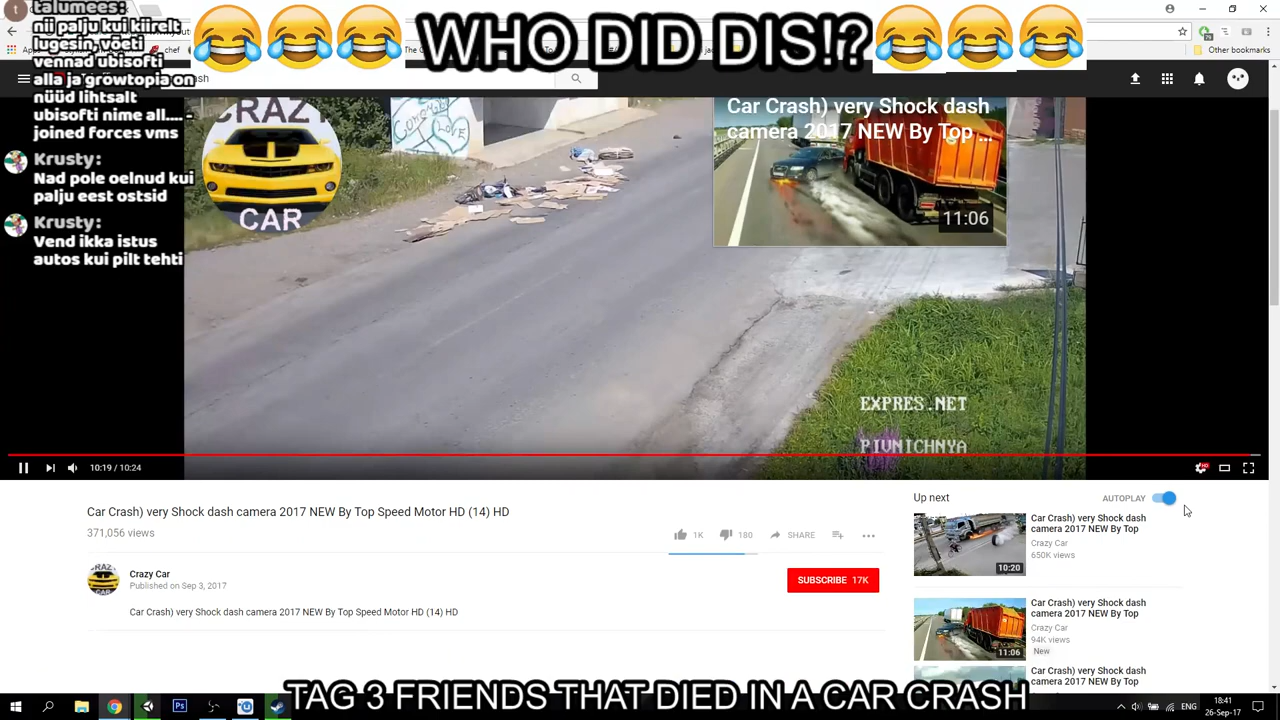 talumees:
nii palju kui kiirelt
lugesin, võeti
vennad ubisofti
alla ja growtopia on
nüüd lihtsalt
ubisofti nime all.... -
joined forces vms
Krusty:
Nad pole oelnud kui
palju eest ostsid
Krusty:
Vend ikka istus
autos kui pilt tehti
WHO DID DIS!?
Other bookmarks
CRAZY
CAR
Car Crash) very Shock dash
camera 2017 NEW By Top ...
11:06
EXPRES.NET
PIVNICHNYA
10:19 / 10:24
Car Crash) very Shock dash camera 2017 NEW By Top Speed Motor HD (14) HD
371,056 views
1K
180
SHARE
Crazy Car
Published on Sep 3, 2017
SUBSCRIBE 17K
Car Crash) very Shock dash camera 2017 NEW By Top Speed Motor HD (14) HD
Up next
AUTOPLAY
Car Crash) very Shock dash
camera 2017 NEW By Top
Crazy Car
650K views
10:20
Car Crash) very Shock dash
camera 2017 NEW By Top
Crazy Car
94K views
New
11:06
Car Crash) very Shock dash
camera 2017 NEW By Top
TAG 3 FRIENDS THAT DIED IN A CAR CRASH
18:41
26-Sep-17